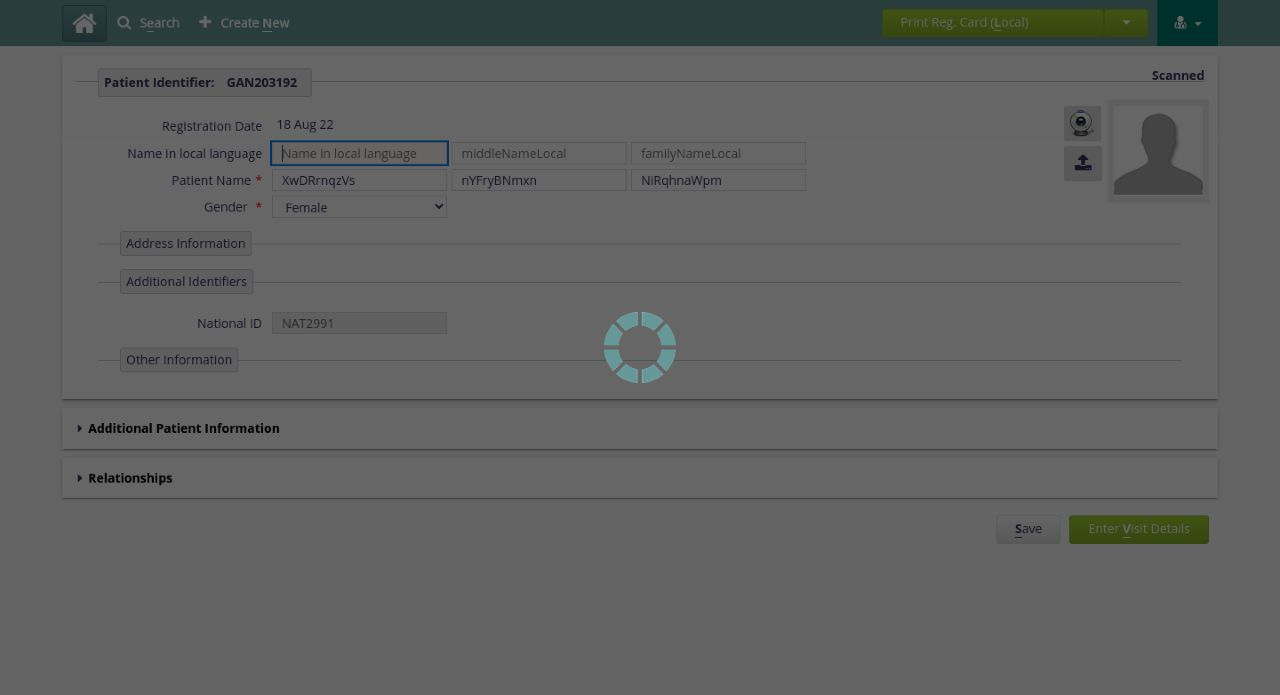 Search Create New Print Reg. Card (Local)
Patient Identifier: GAN203192 Scanned
Registration Date 18 Aug 22
Name in local language Name in local language middleNameLocal familyNameLocal
Patient Name * XwDRrnqzVs nYFryBNmxn NiRqhnaWpm
Gender * Female
Address Information
Additional Identifiers
National ID NAT2991
Other Information
Additional Patient Information
Relationships
Save Enter Visit Details